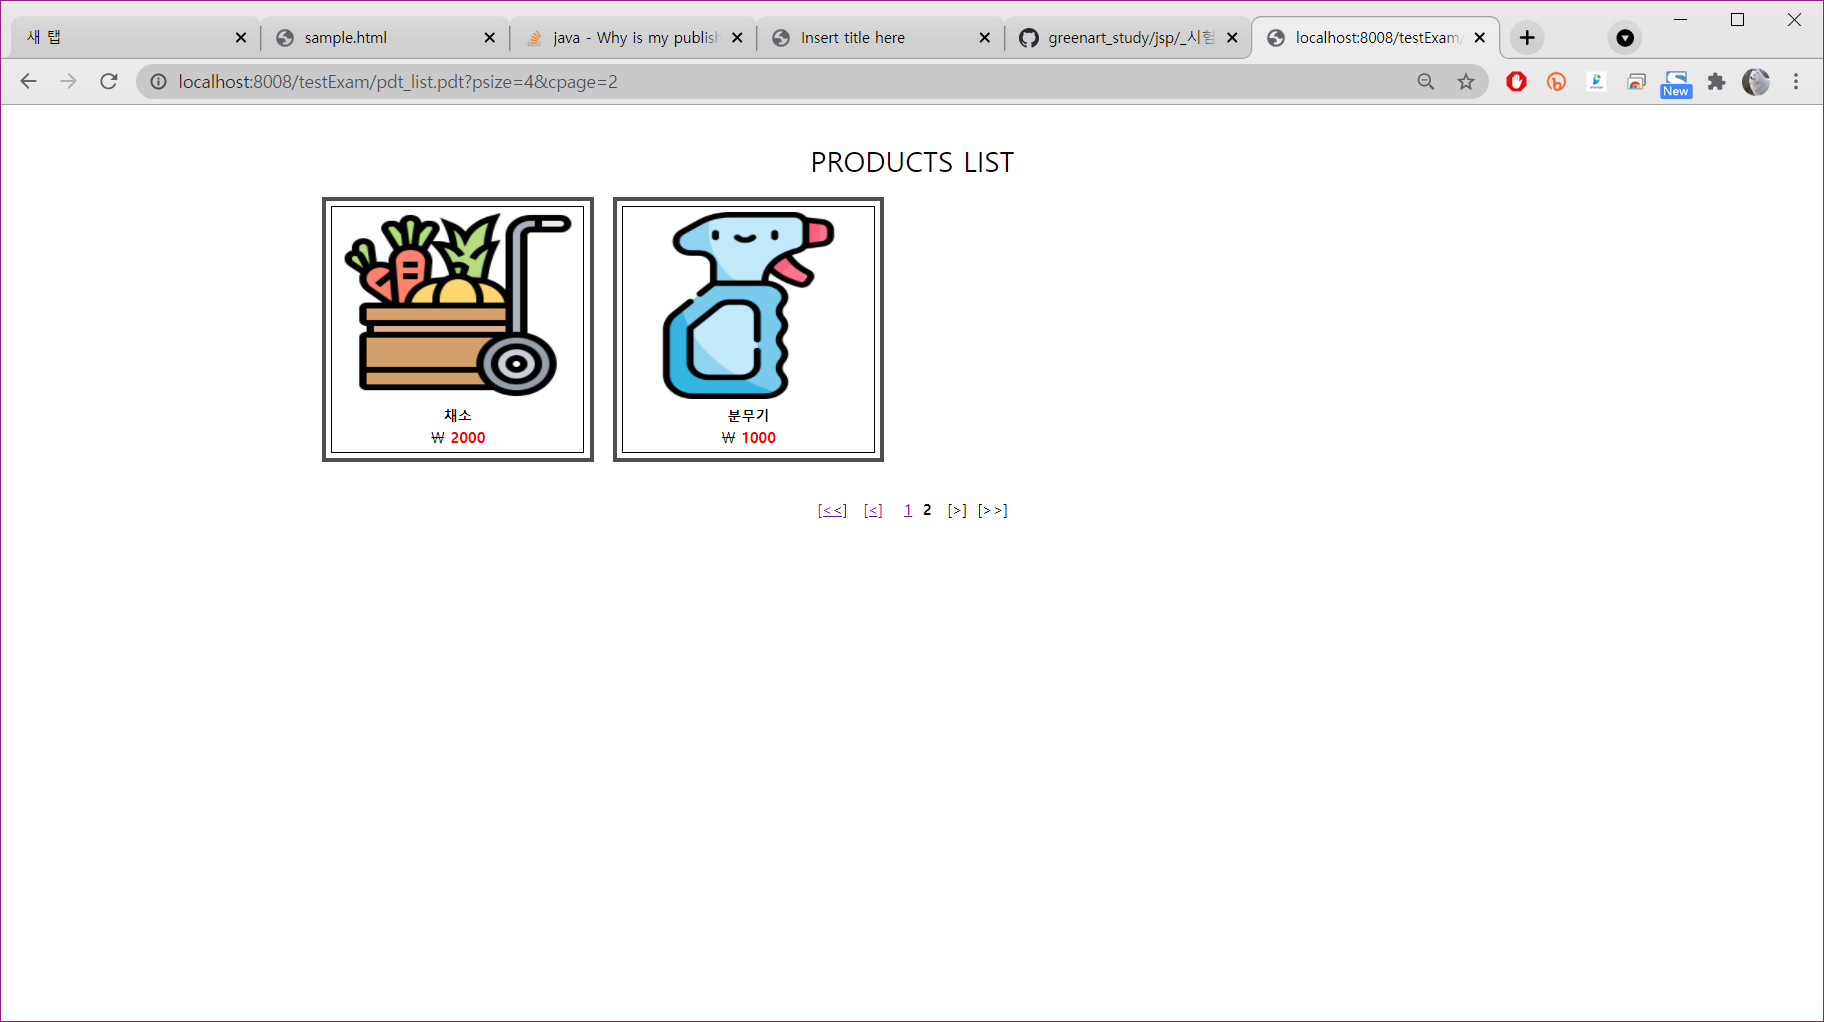 새 탭
sample.html
java - Why is my publish
Insert title here
greenart_study/jsp/_시험
localhost:8008/testExam/
localhost:8008/testExam/pdt_list.pdt?psize=4&cpage=2
New
PRODUCTS LIST
채소
₩ 2000
분무기
₩ 1000
[<<] [<] 1 2 [>] [>>]